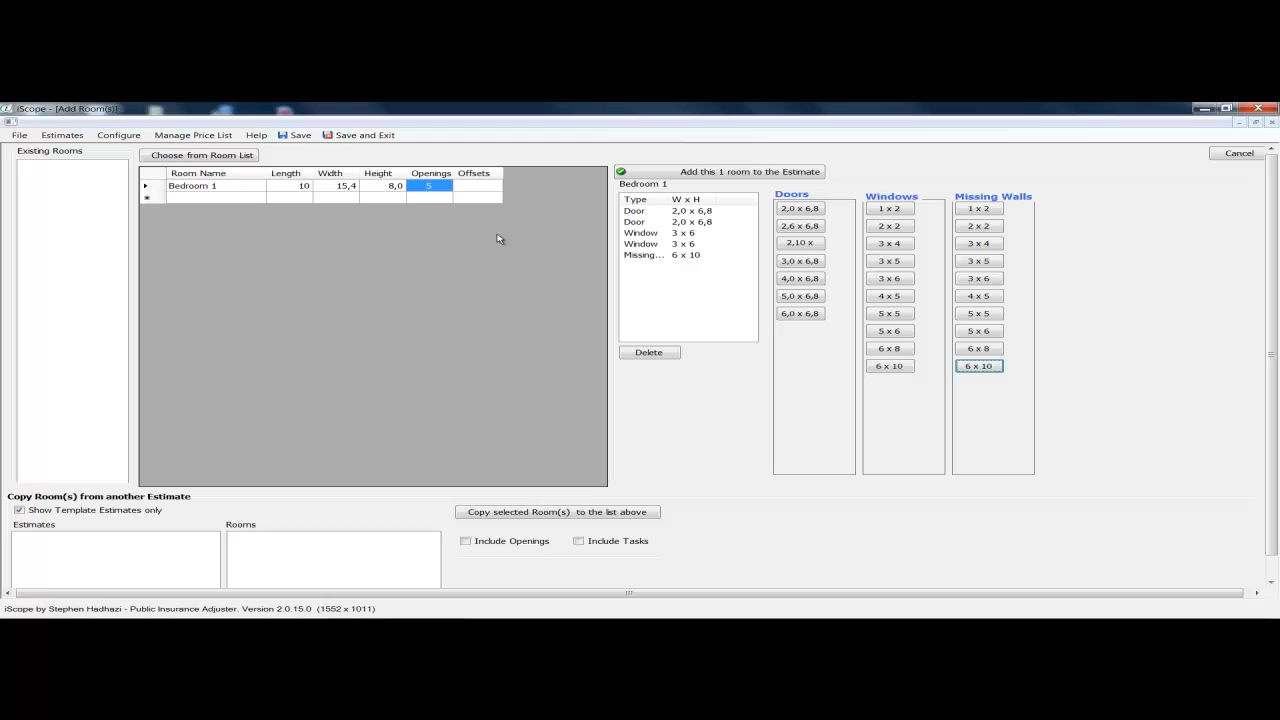 iScope - [Add Room(s)]
File Estimates Configure Manage Price List Help Save Save and Exit
Existing Rooms
Choose from Room List
Cancel
Room Name Length Width Height Openings Offsets
Bedroom 1 10 15,4 8,0 5
Add this 1 room to the Estimate
Bedroom 1
Type W x H
Door 2,0 x 6,8
Door 2,0 x 6,8
Window 3 x 6
Window 3 x 6
Missing... 6 x 10
Delete
Doors
2,0 x 6,8
2,6 x 6,8
2,10 x
3,0 x 6,8
4,0 x 6,8
5,0 x 6,8
6,0 x 6,8
Windows
1 x 2
2 x 2
3 x 4
3 x 5
3 x 6
4 x 5
5 x 5
5 x 6
6 x 8
6 x 10
Missing Walls
1 x 2
2 x 2
3 x 4
3 x 5
3 x 6
4 x 5
5 x 5
5 x 6
6 x 8
6 x 10
Copy Room(s) from another Estimate
Show Template Estimates only
Estimates Rooms
Copy selected Room(s) to the list above
Include Openings Include Tasks
iScope by Stephen Hadhazi - Public Insurance Adjuster. Version 2.0.15.0 (1552 x 1011)